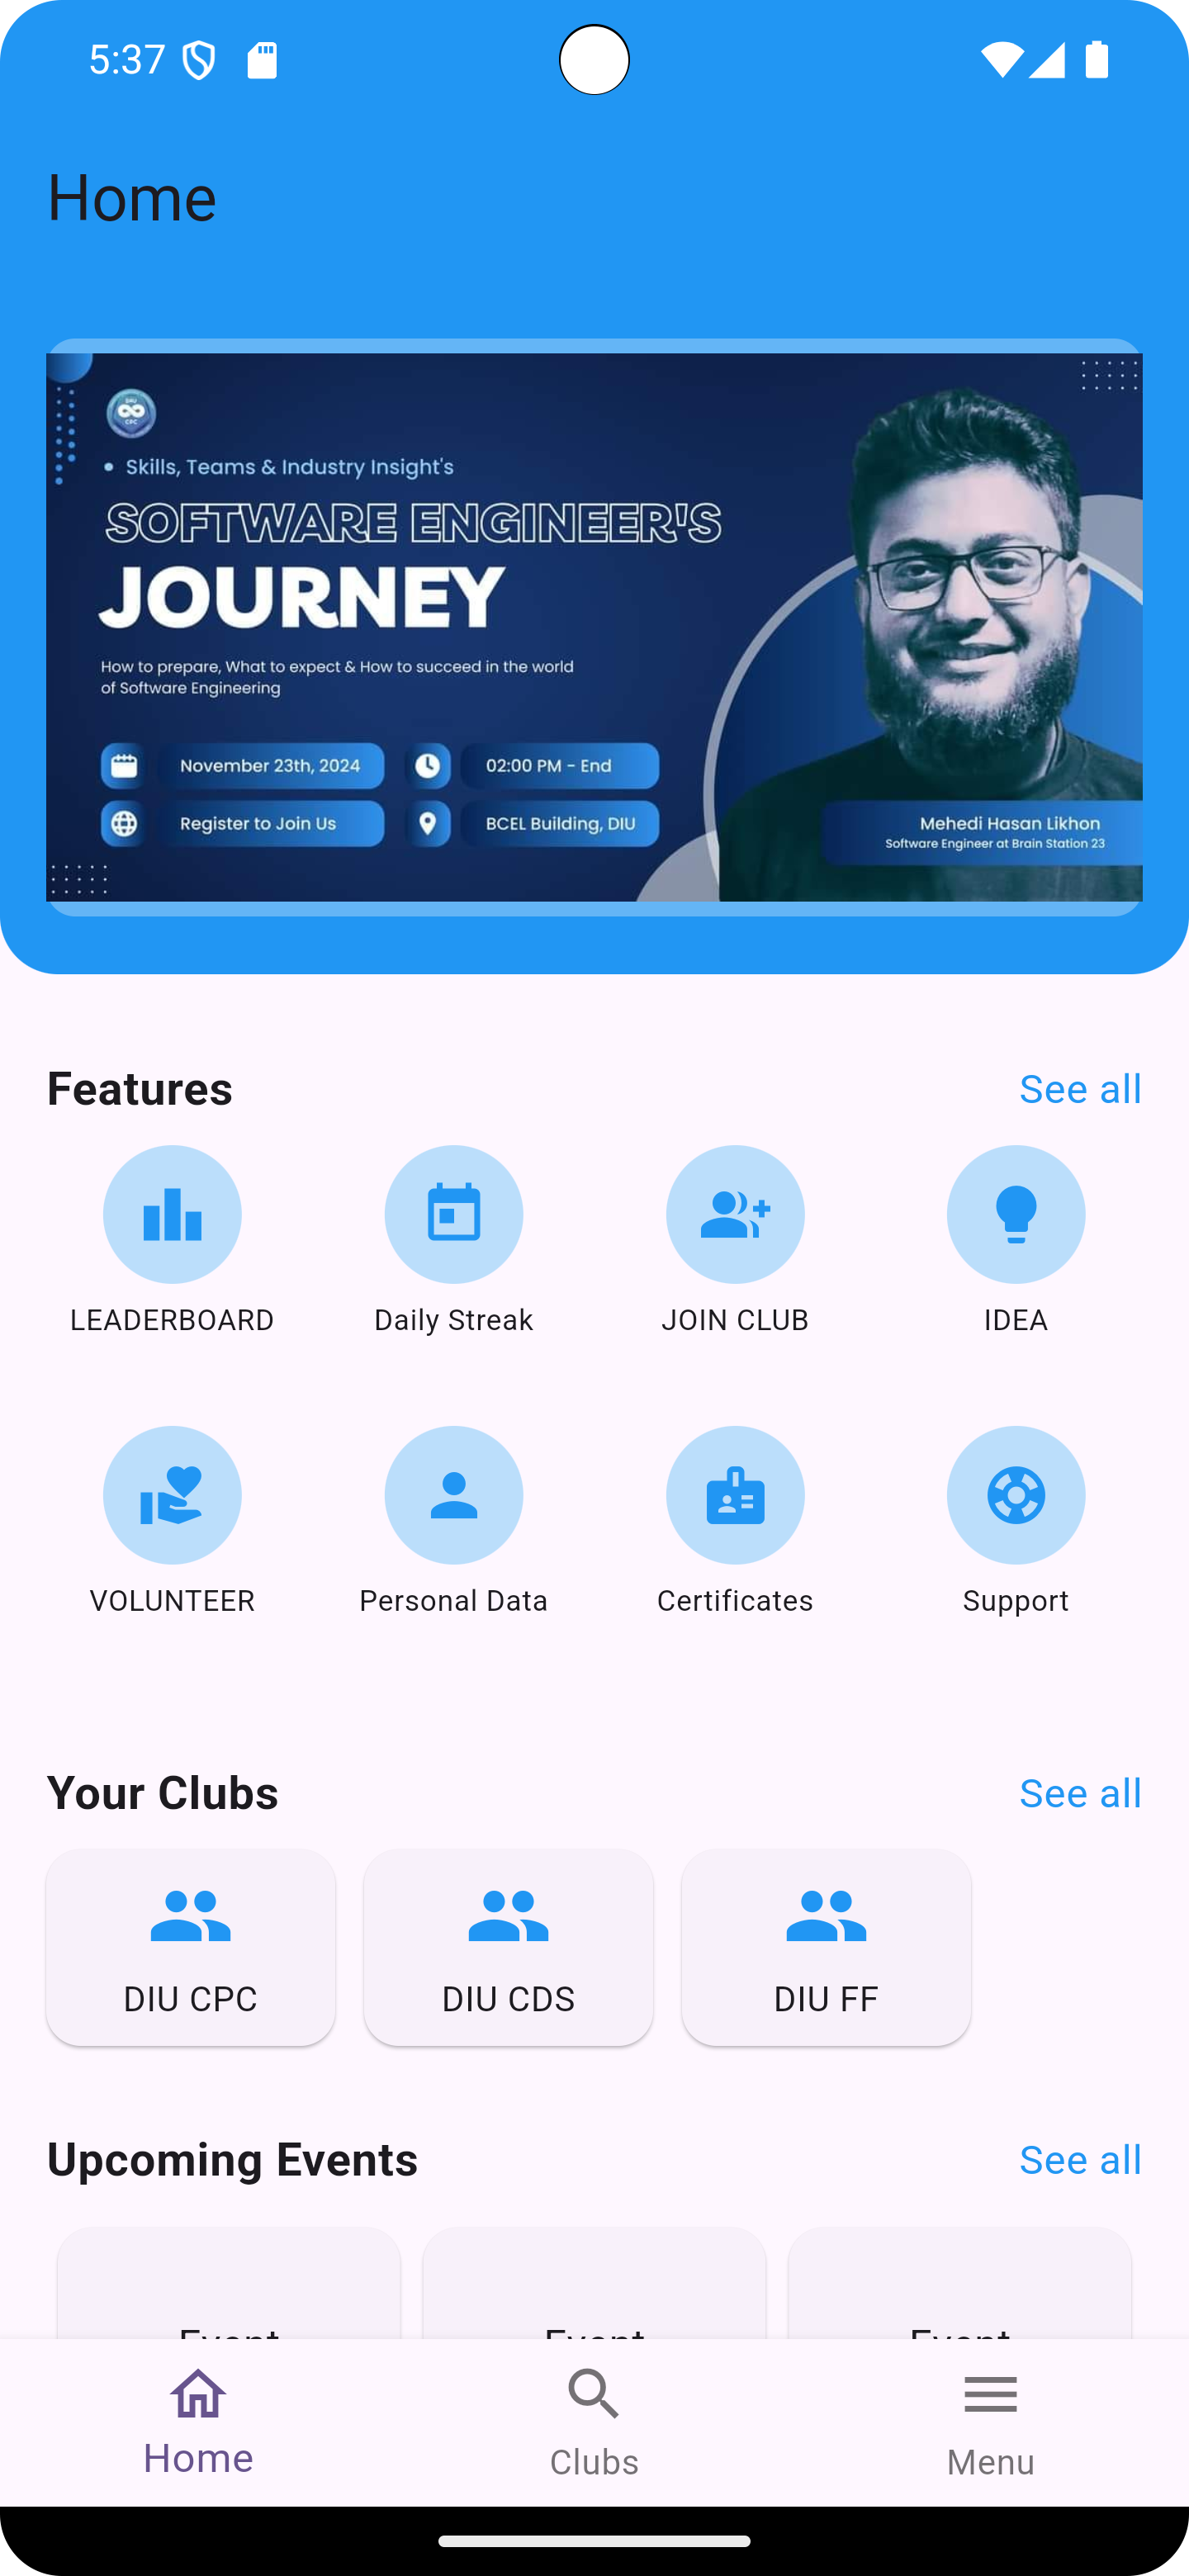 5:37
Home
DIU
CPC
Skills, Teams & Industry Insight's
SOFTWARE ENGINEER'S
JOURNEY
How to prepare, What to expect & How to succeed in the world
of Software Engineering
November 23th, 2024
02:00 PM - End
Register to Join Us
BCEL Building, DIU
Mehedi Hasan Likhon
Software Engineer at Brain Station 23
Features
See all
LEADERBOARD
Daily Streak
JOIN CLUB
IDEA
VOLUNTEER
Personal Data
Certificates
Support
Your Clubs
See all
DIU CPC
DIU CDS
DIU FF
Upcoming Events
See all
Event
Event
Event
Home
Clubs
Menu